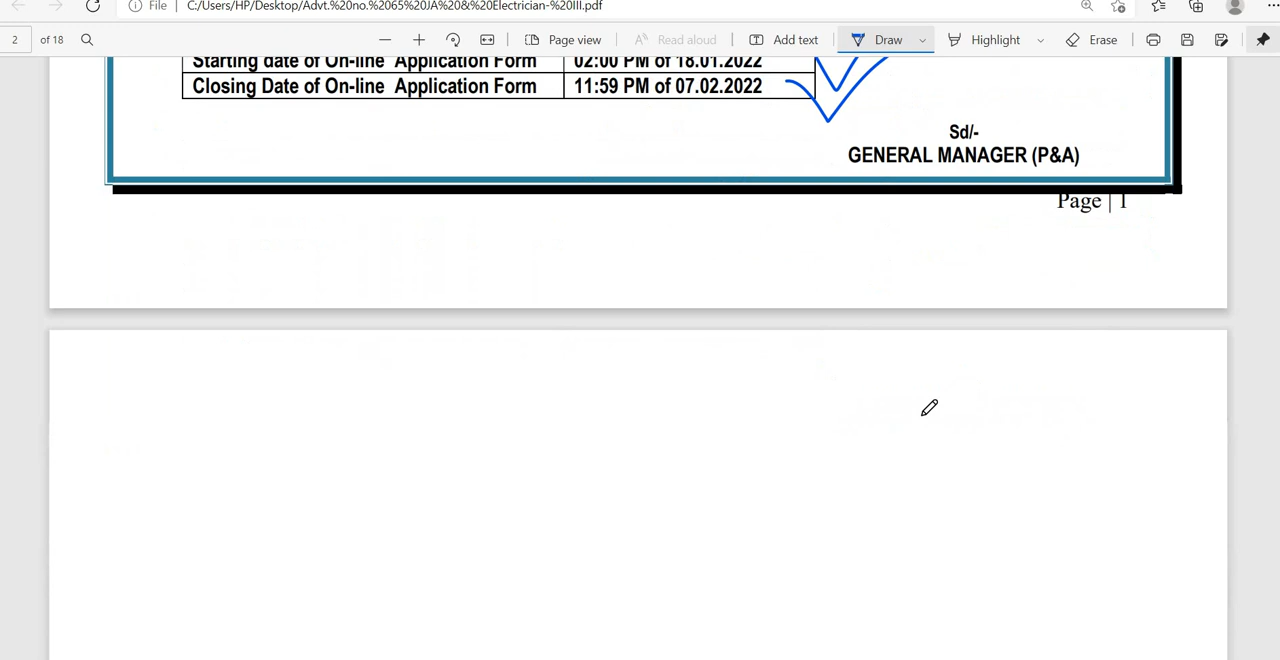 File | C:/Users/HP/Desktop/Advt.%20no.%2065%20JA%20&%20Electrician-%20III.pdf
2 of 18 Page view Read aloud Add text Draw Highlight Erase
Starting date of On-line Application Form 02:00 PM of 18.01.2022
Closing Date of On-line Application Form 11:59 PM of 07.02.2022
Sd/-
GENERAL MANAGER (P&A)
Page | 1